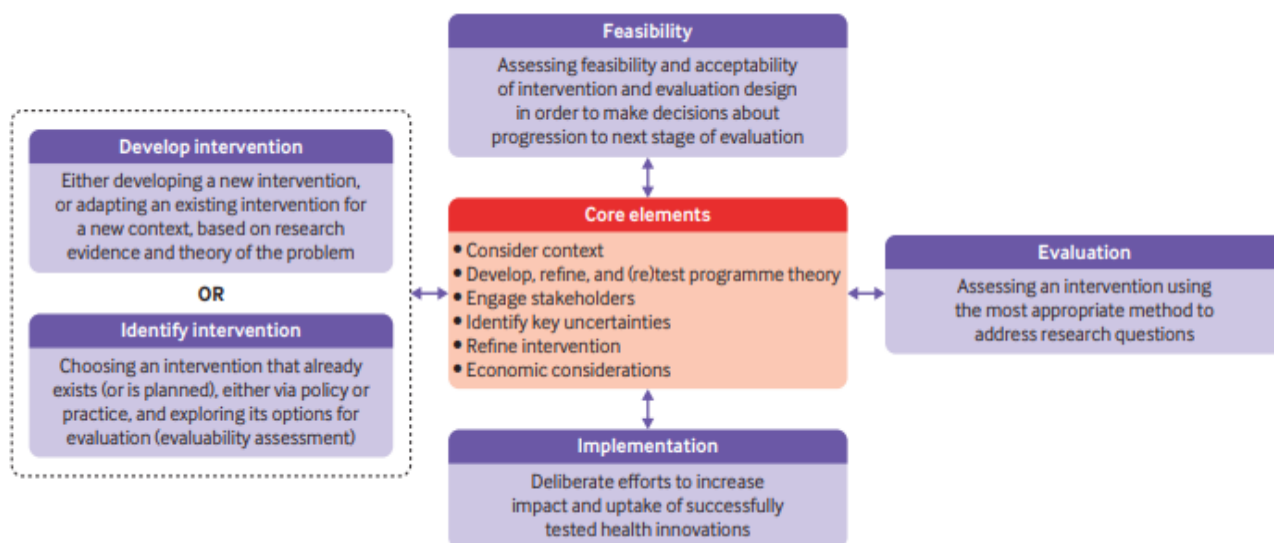 Feasibility
Assessing feasibility and acceptability
of intervention and evaluation design
in order to make decisions about
progression to next stage of evaluation
Develop intervention
Either developing a new intervention,
or adapting an existing intervention for
a new context, based on research
evidence and theory of the problem
OR
Identify intervention
Choosing an intervention that already
exists (or is planned), either via policy or
practice, and exploring its options for
evaluation (evaluability assessment)
Core elements
• Consider context
• Develop, refine, and (re)test programme theory
• Engage stakeholders
• Identify key uncertainties
• Refine intervention
• Economic considerations
Evaluation
Assessing an intervention using
the most appropriate method to
address research questions
Implementation
Deliberate efforts to increase
impact and uptake of successfully
tested health innovations